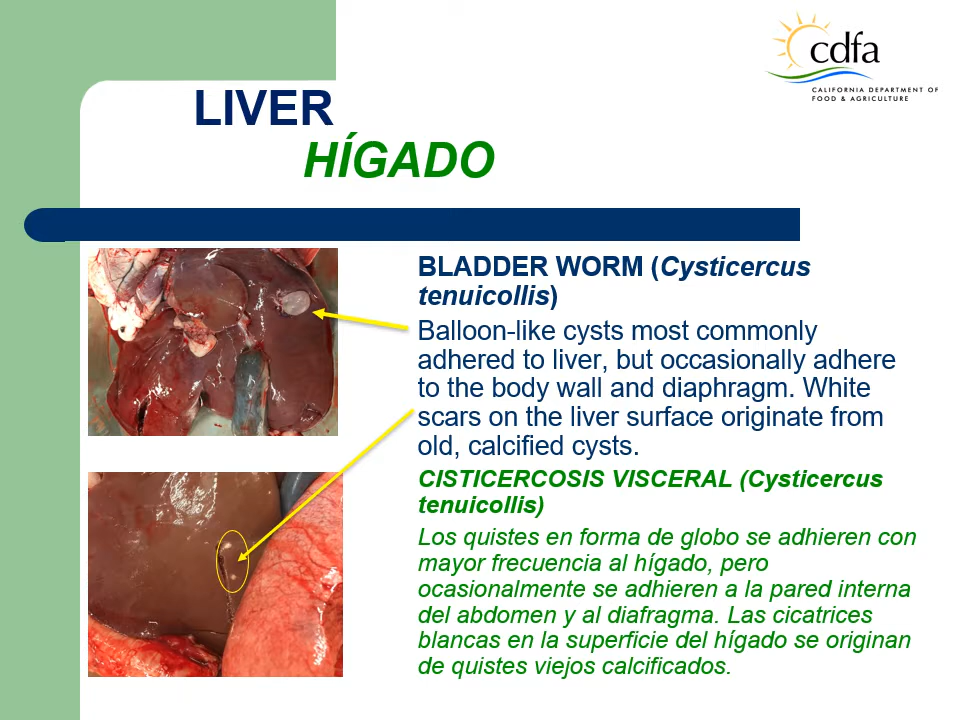 cdfa
CALIFORNIA DEPARTMENT OF
FOOD & AGRICULTURE
LIVER
HÍGADO
BLADDER WORM (Cysticercus
tenuicollis)
Balloon-like cysts most commonly
adhered to liver, but occasionally adhere
to the body wall and diaphragm. White
scars on the liver surface originate from
old, calcified cysts.
CISTICERCOSIS VISCERAL (Cysticercus
tenuicollis)
Los quistes en forma de globo se adhieren con
mayor frecuencia al hígado, pero
ocasionalmente se adhieren a la pared interna
del abdomen y al diafragma. Las cicatrices
blancas en la superficie del hígado se originan
de quistes viejos calcificados.